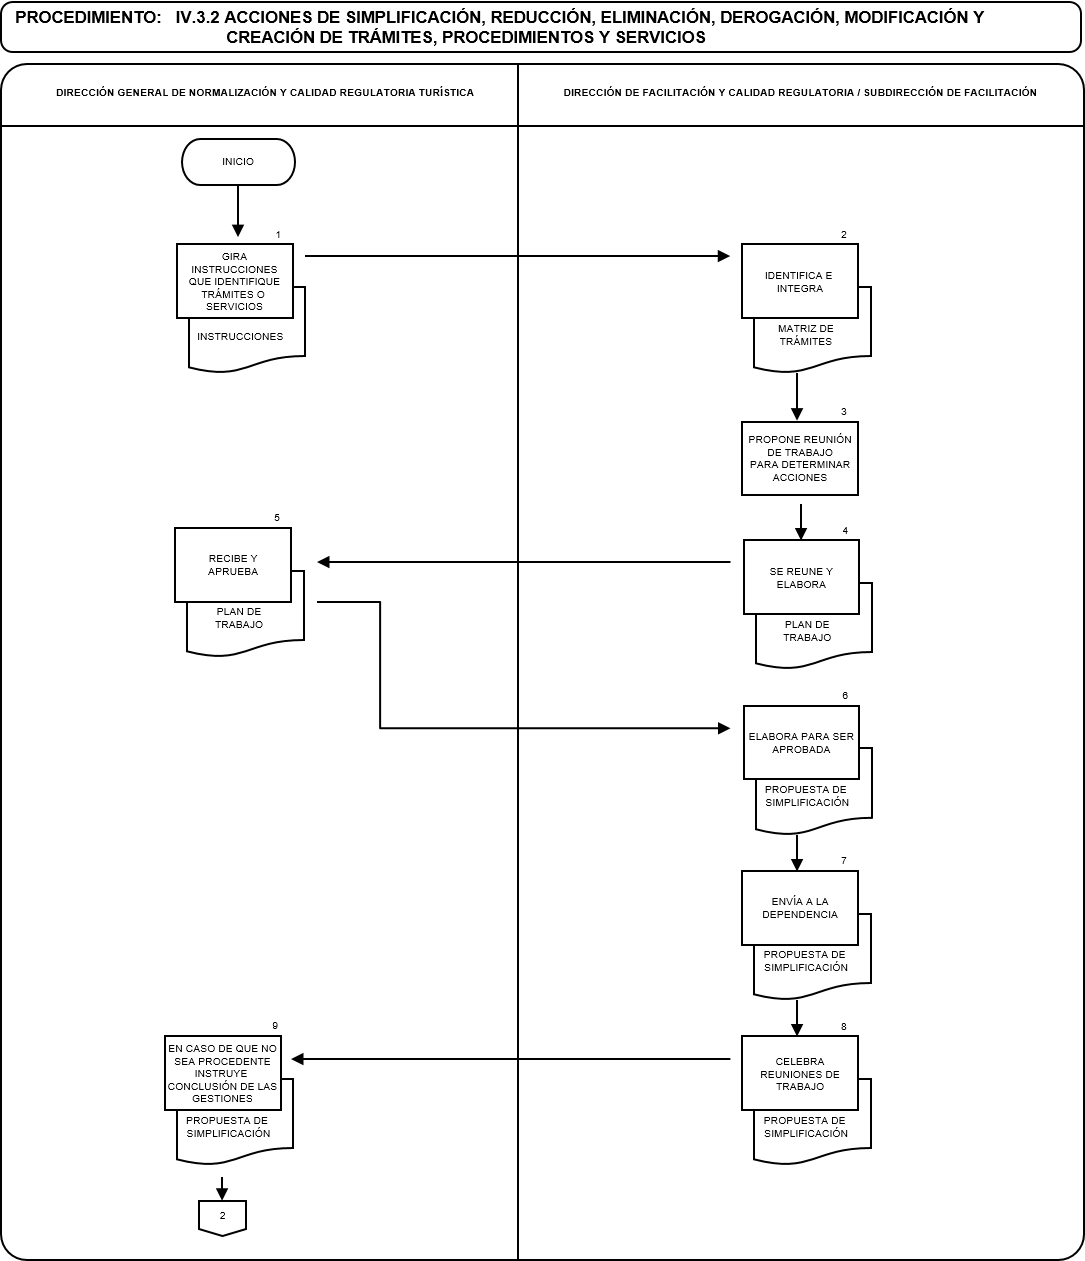 PROCEDIMIENTO: IV.3.2 ACCIONES DE SIMPLIFICACIÓN, REDUCCIÓN, ELIMINACIÓN, DEROGACIÓN, MODIFICACIÓN Y
CREACIÓN DE TRÁMITES, PROCEDIMIENTOS Y SERVICIOS
DIRECCIÓN GENERAL DE NORMALIZACIÓN Y CALIDAD REGULATORIA TURÍSTICA
DIRECCIÓN DE FACILITACIÓN Y CALIDAD REGULATORIA / SUBDIRECCIÓN DE FACILITACIÓN
INICIO
1
GIRA
INSTRUCCIONES
QUE IDENTIFIQUE
TRÁMITES O
SERVICIOS
INSTRUCCIONES
2
IDENTIFICA E
INTEGRA
MATRIZ DE
TRÁMITES
3
PROPONE REUNIÓN
DE TRABAJO
PARA DETERMINAR
ACCIONES
4
SE REUNE Y
ELABORA
PLAN DE
TRABAJO
5
RECIBE Y
APRUEBA
PLAN DE
TRABAJO
6
ELABORA PARA SER
APROBADA
PROPUESTA DE
SIMPLIFICACIÓN
7
ENVÍA A LA
DEPENDENCIA
PROPUESTA DE
SIMPLIFICACIÓN
8
CELEBRA
REUNIONES DE
TRABAJO
PROPUESTA DE
SIMPLIFICACIÓN
9
EN CASO DE QUE NO
SEA PROCEDENTE
INSTRUYE
CONCLUSIÓN DE LAS
GESTIONES
PROPUESTA DE
SIMPLIFICACIÓN
2